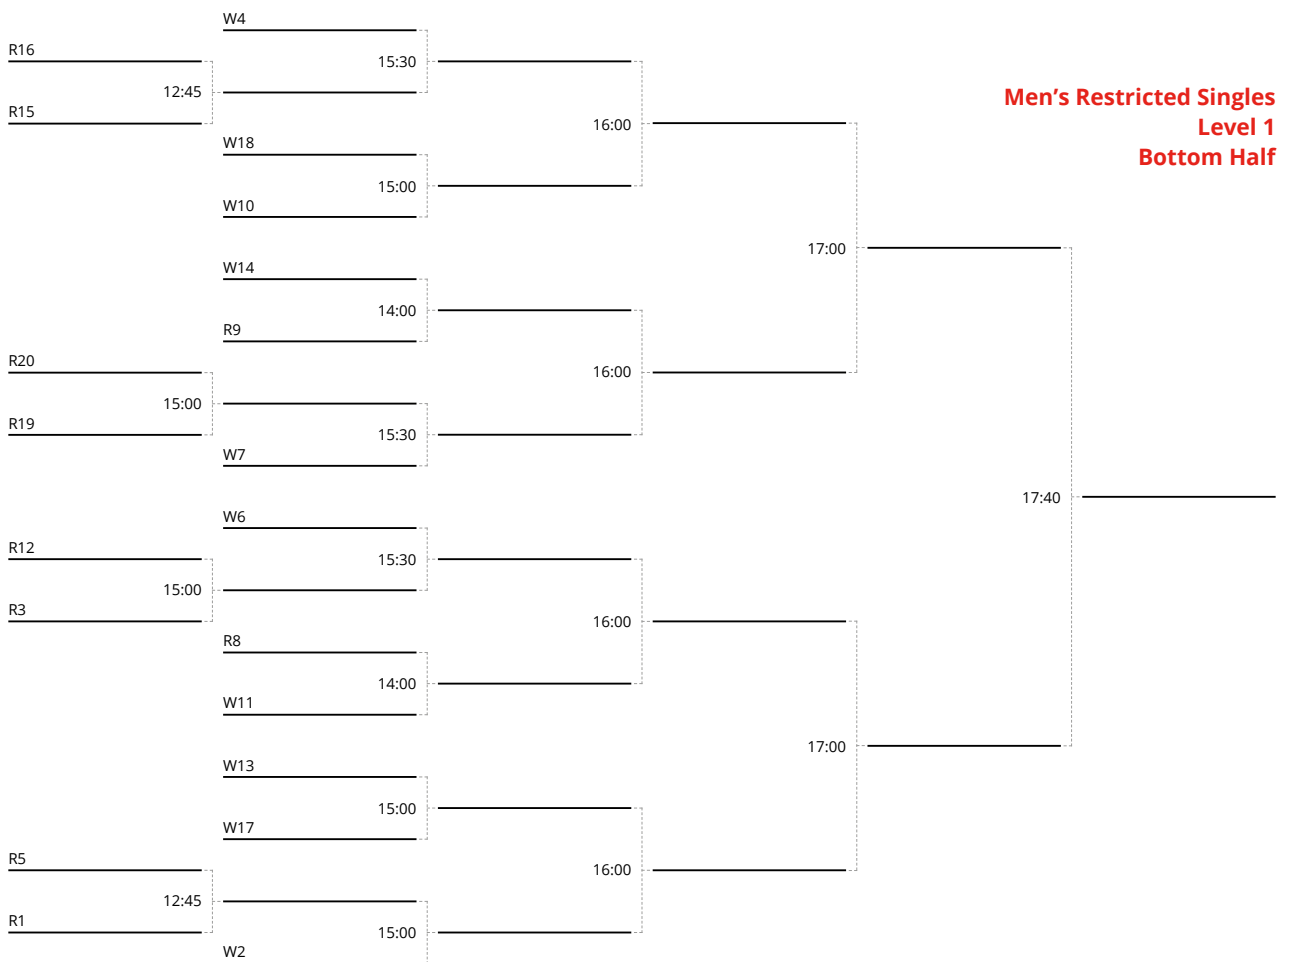 W4
R16
15:30
12:45
R15
Men's Restricted Singles
Level 1
Bottom Half
16:00
W18
15:00
W10
17:00
W14
14:00
R9
R20
16:00
15:00
R19
15:30
W7
17:40
W6
R12
15:30
15:00
R3
16:00
R8
14:00
W11
17:00
W13
15:00
W17
R5
16:00
12:45
R1
15:00
W2